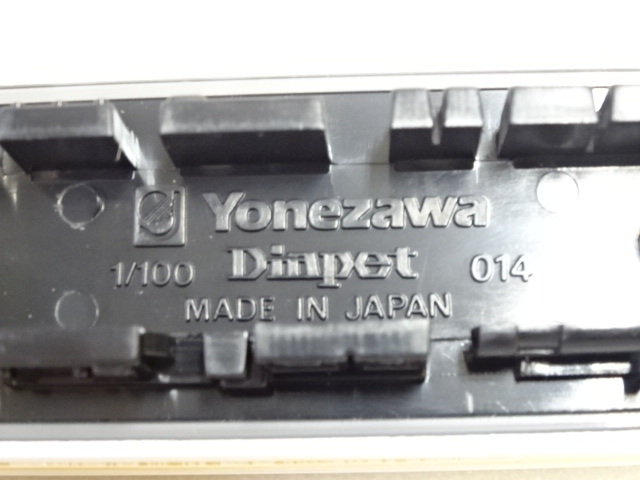 Yonezawa
1/100 Diapet 014
MADE IN JAPAN